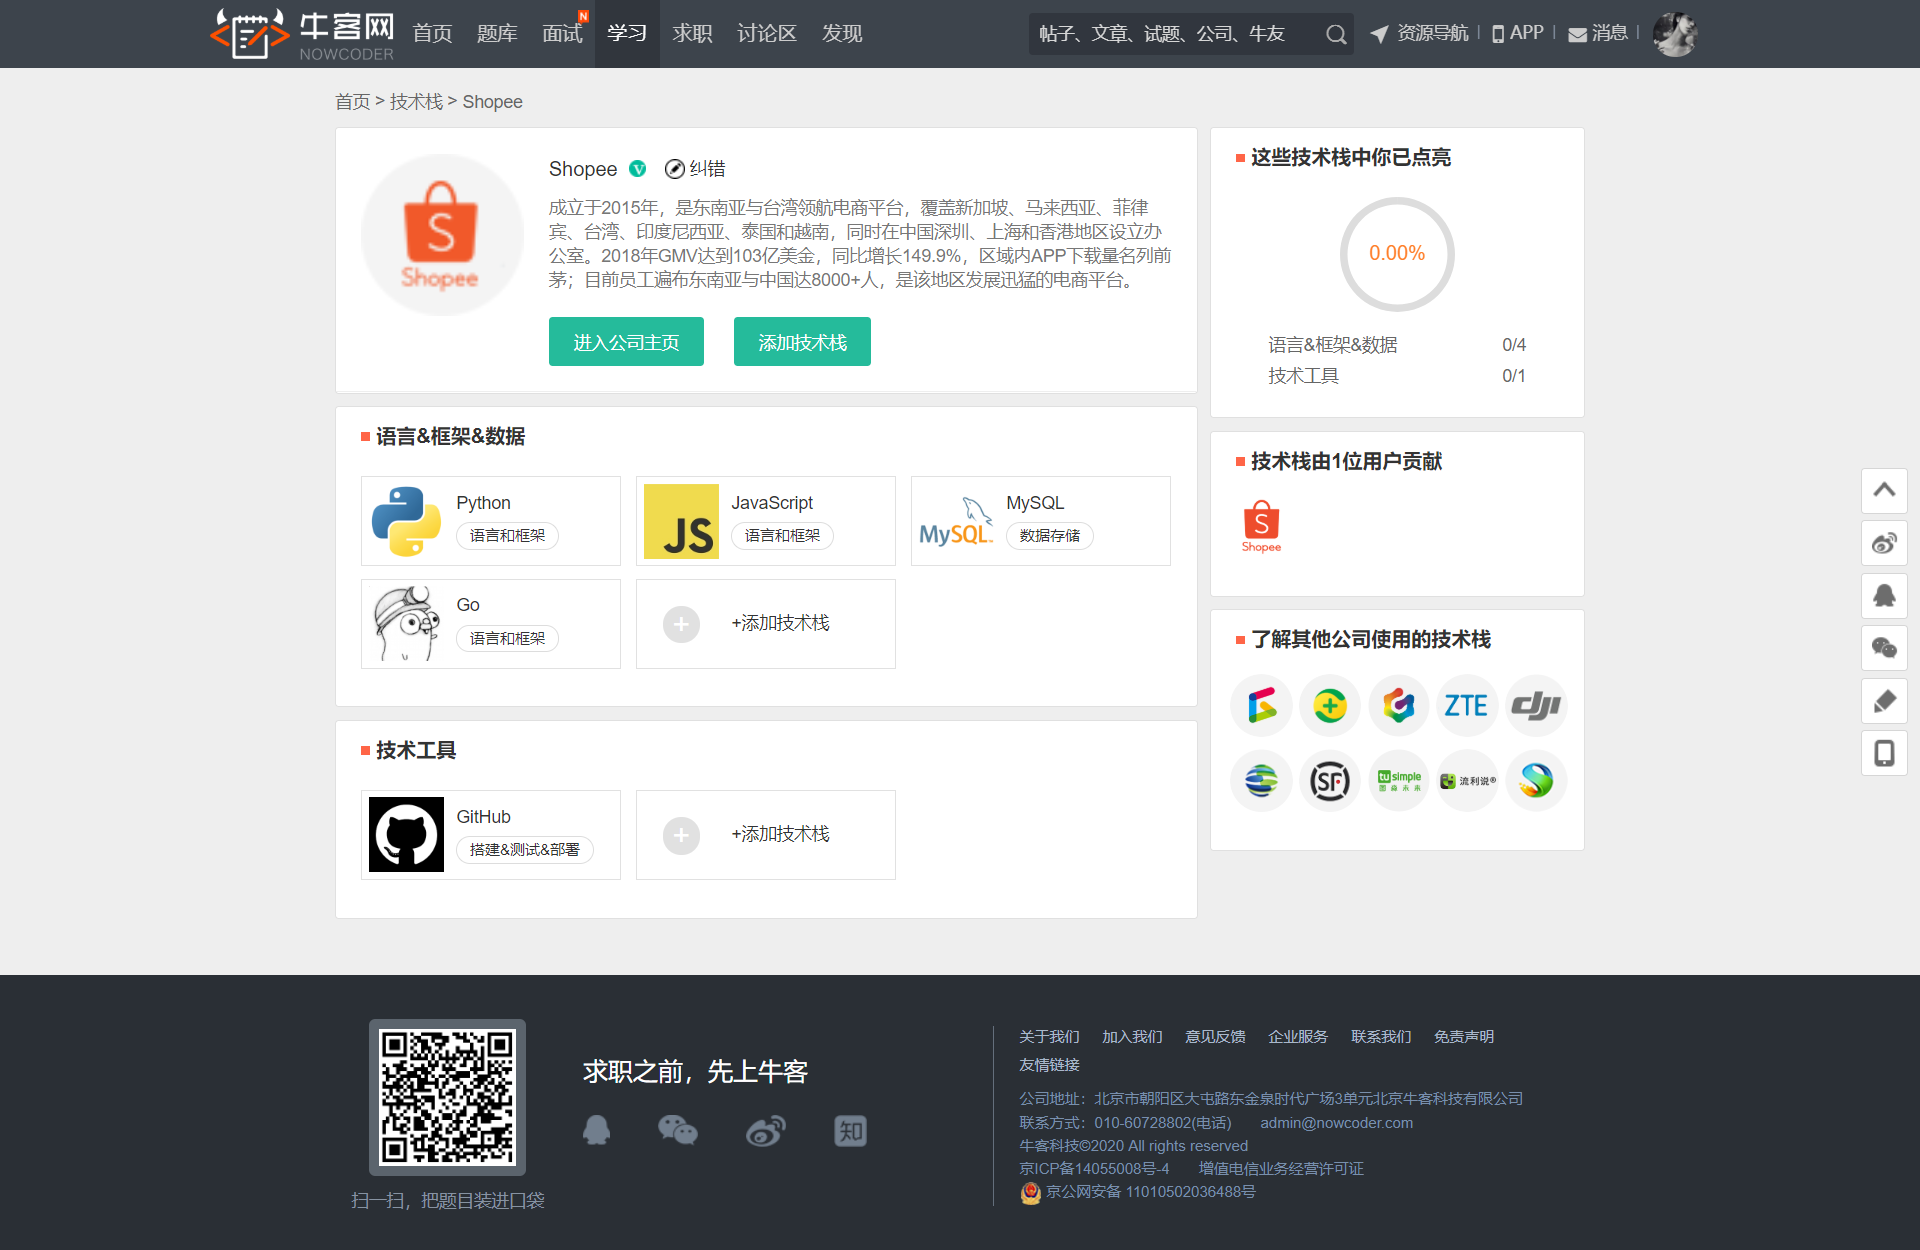 牛客网
NOWCODER
首页 题库 面试 N 学习 求职 讨论区 发现
帖子、文章、试题、公司、牛友
资源导航 APP 消息
首页 > 技术栈 > Shopee
Shopee V 纠错
S
Shopee
成立于2015年，是东南亚与台湾领航电商平台，覆盖新加坡、马来西亚、菲律
宾、台湾、印度尼西亚、泰国和越南，同时在中国深圳、上海和香港地区设立办
公室。2018年GMV达到103亿美金，同比增长149.9%，区域内APP下载量名列前
茅；目前员工遍布东南亚与中国达8000+人，是该地区发展迅猛的电商平台。
进入公司主页 添加技术栈
语言&框架&数据
Python
语言和框架
JS
JavaScript
语言和框架
MySQL
MySQL
数据存储
Go
语言和框架
+添加技术栈
技术工具
GitHub
搭建&测试&部署
+添加技术栈
这些技术栈中你已点亮
0.00%
语言&框架&数据 0/4
技术工具 0/1
技术栈由1位用户贡献
S
Shopee
了解其他公司使用的技术栈
ZTE
dji
SF
tu simple
图森未来
流利说®
扫一扫，把题目装进口袋
求职之前，先上牛客
知
关于我们 加入我们 意见反馈 企业服务 联系我们 免责声明
友情链接
公司地址：北京市朝阳区大屯路东金泉时代广场3单元北京牛客科技有限公司
联系方式：010-60728802(电话) admin@nowcoder.com
牛客科技©2020 All rights reserved
京ICP备14055008号-4 增值电信业务经营许可证
京公网安备 11010502036488号